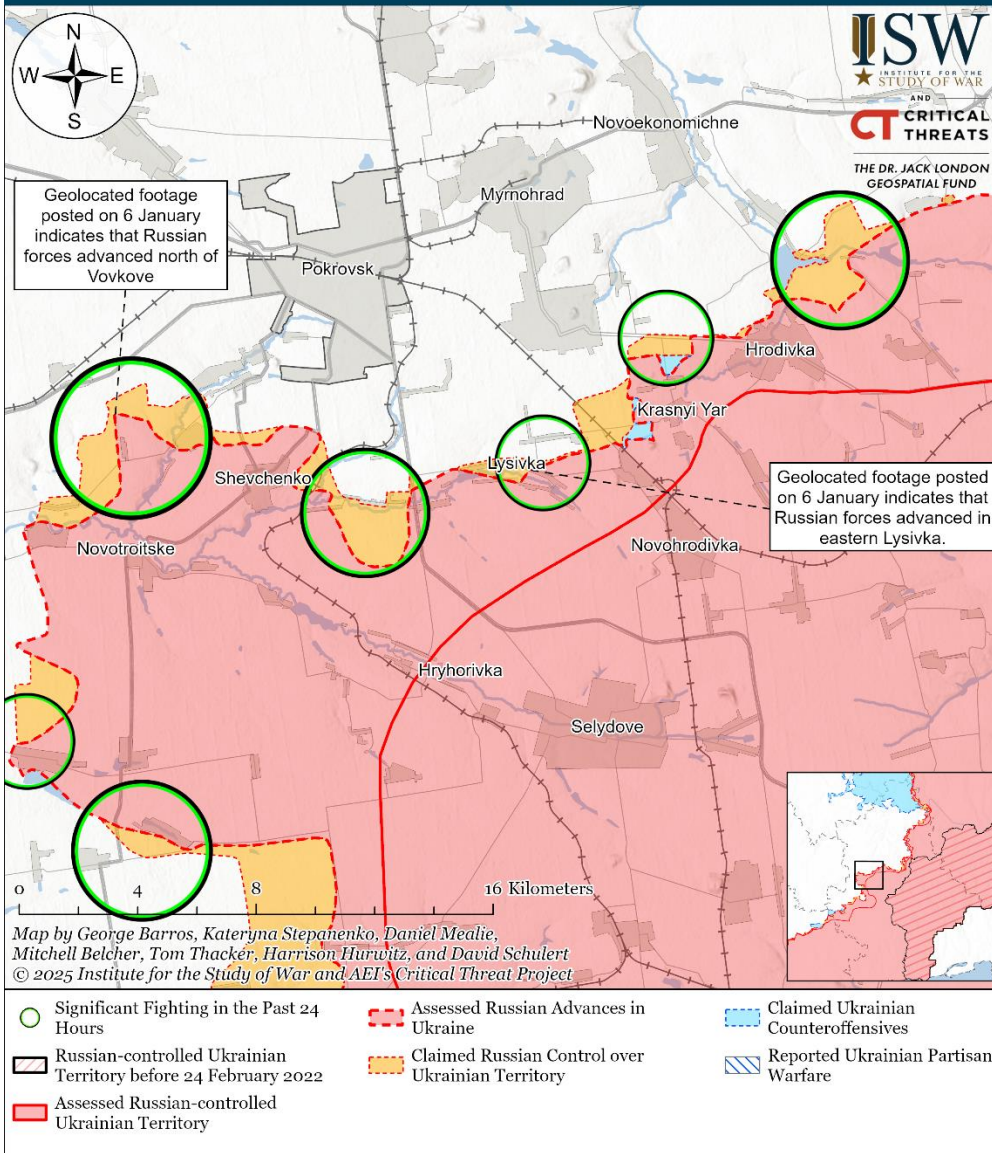 N
W E
S
ISW
INSTITUTE FOR THE
STUDY OF WAR
AND
CT CRITICAL
THREATS
THE DR. JACK LONDON
GEOSPATIAL FUND
Novoekonomichne
Myrnohrad
Geolocated footage
posted on 6 January
indicates that Russian
forces advanced north of
Vovkove
Pokrovsk
Hrodivka
Krasnyi Yar
Lysivka
Shevchenko
Geolocated footage posted
on 6 January indicates that
Russian forces advanced in
eastern Lysivka.
Novotroitske
Novohrodivka
Hryhorivka
Selydove
0 4 8 16 Kilometers
Map by George Barros, Kateryna Stepanenko, Daniel Mealie,
Mitchell Belcher, Tom Thacker, Harrison Hurwitz, and David Schulert
© 2025 Institute for the Study of War and AEI's Critical Threat Project
Significant Fighting in the Past 24
Hours
Russian-controlled Ukrainian
Territory before 24 February 2022
Assessed Russian-controlled
Ukrainian Territory
Assessed Russian Advances in
Ukraine
Claimed Russian Control over
Ukrainian Territory
Claimed Ukrainian
Counteroffensives
Reported Ukrainian Partisan
Warfare